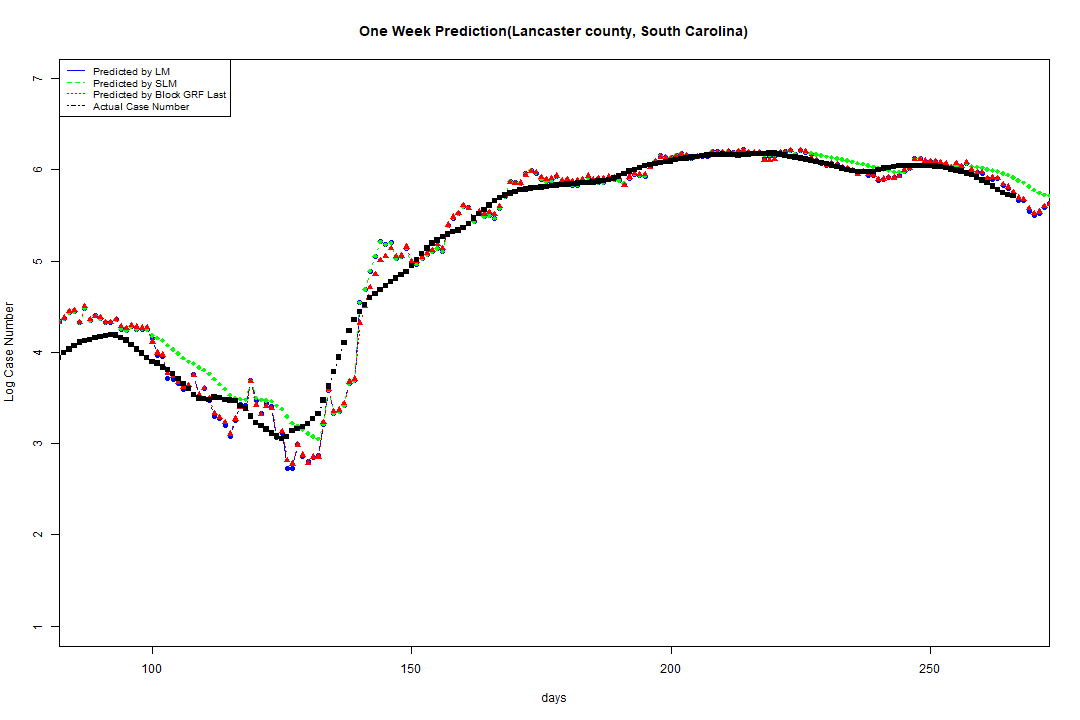 One Week Prediction(Lancaster county, South Carolina)
Predicted by LM
Predicted by SLM
Predicted by Block GRF Last
Actual Case Number
7
6
5
4
3
2
1
Log Case Number
100 150 200 250
days